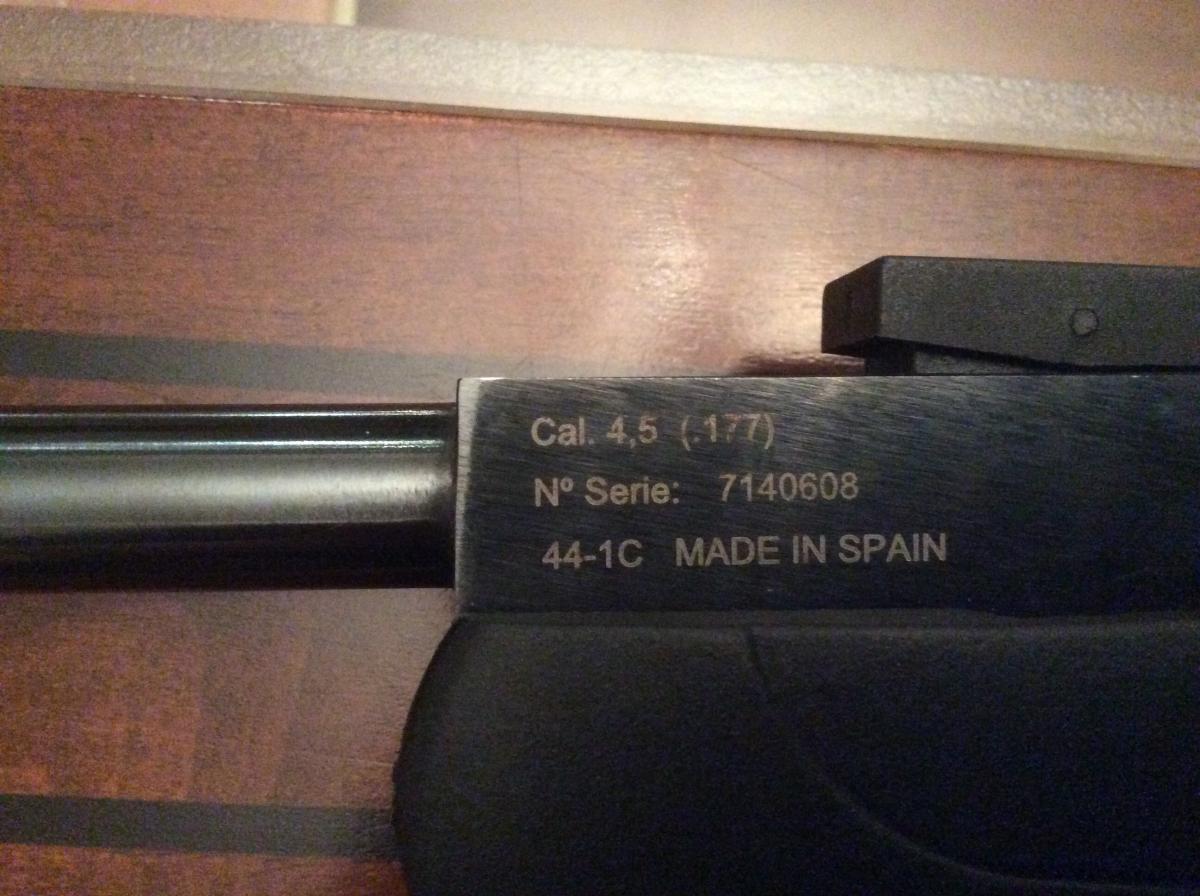 Cal. 4,5 (.177)
Nº Serie: 7140608
44-1C MADE IN SPAIN